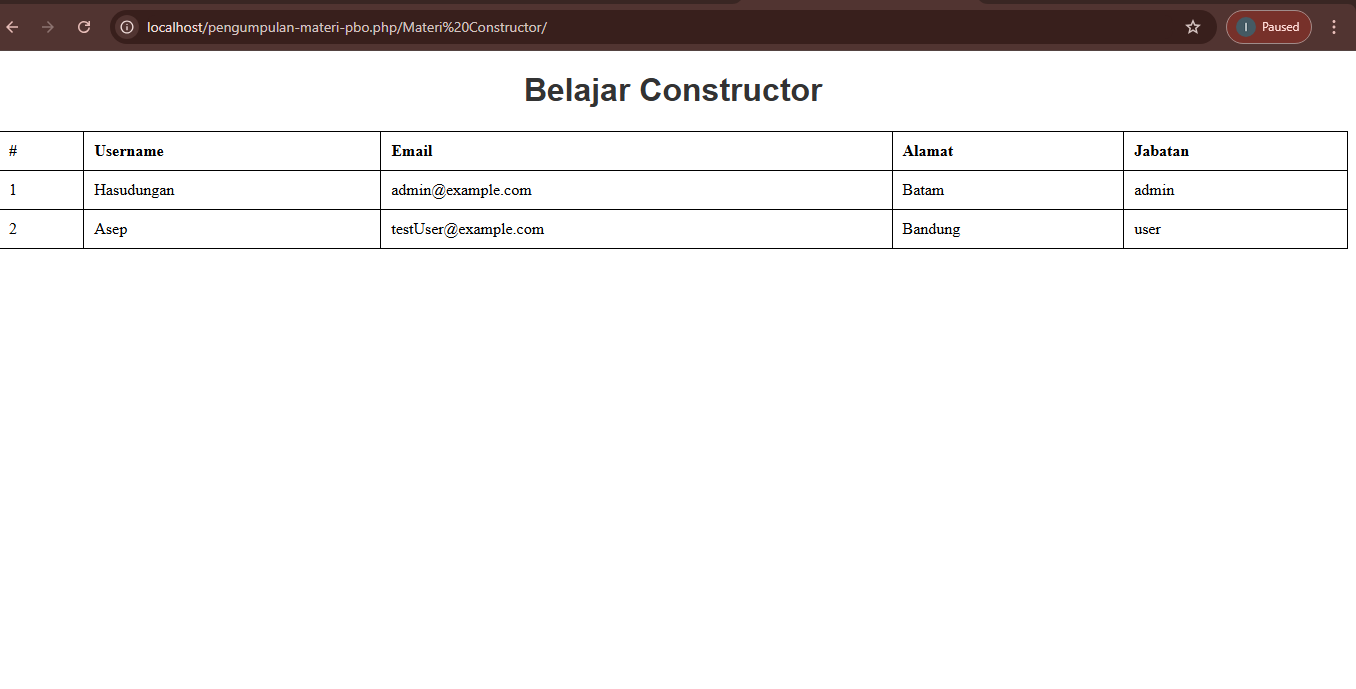 localhost/pengumpulan-materi-pbo.php/Materi%20Constructor/
I Paused
Belajar Constructor
# Username Email Alamat Jabatan
1 Hasudungan admin@example.com Batam admin
2 Asep testUser@example.com Bandung user